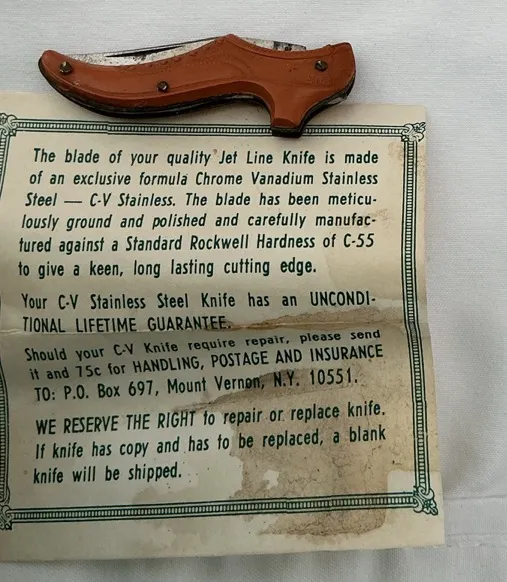 The blade of your quality Jet Line Knife is made
of an exclusive formula Chrome Vanadium Stainless
Steel — C-V Stainless. The blade has been meticu-
lously ground and polished and carefully manufac-
tured against a Standard Rockwell Hardness of C-55
to give a keen, long lasting cutting edge.
Your C-V Stainless Steel Knife has an UNCONDI-
TIONAL LIFETIME GUARANTEE.
Should your C-V Knife require repair, please send
it and 75c for HANDLING, POSTAGE AND INSURANCE
TO: P.O. Box 697, Mount Vernon, N.Y. 10551.
WE RESERVE THE RIGHT to repair or replace knife.
If knife has copy and has to be replaced, a blank
knife will be shipped.